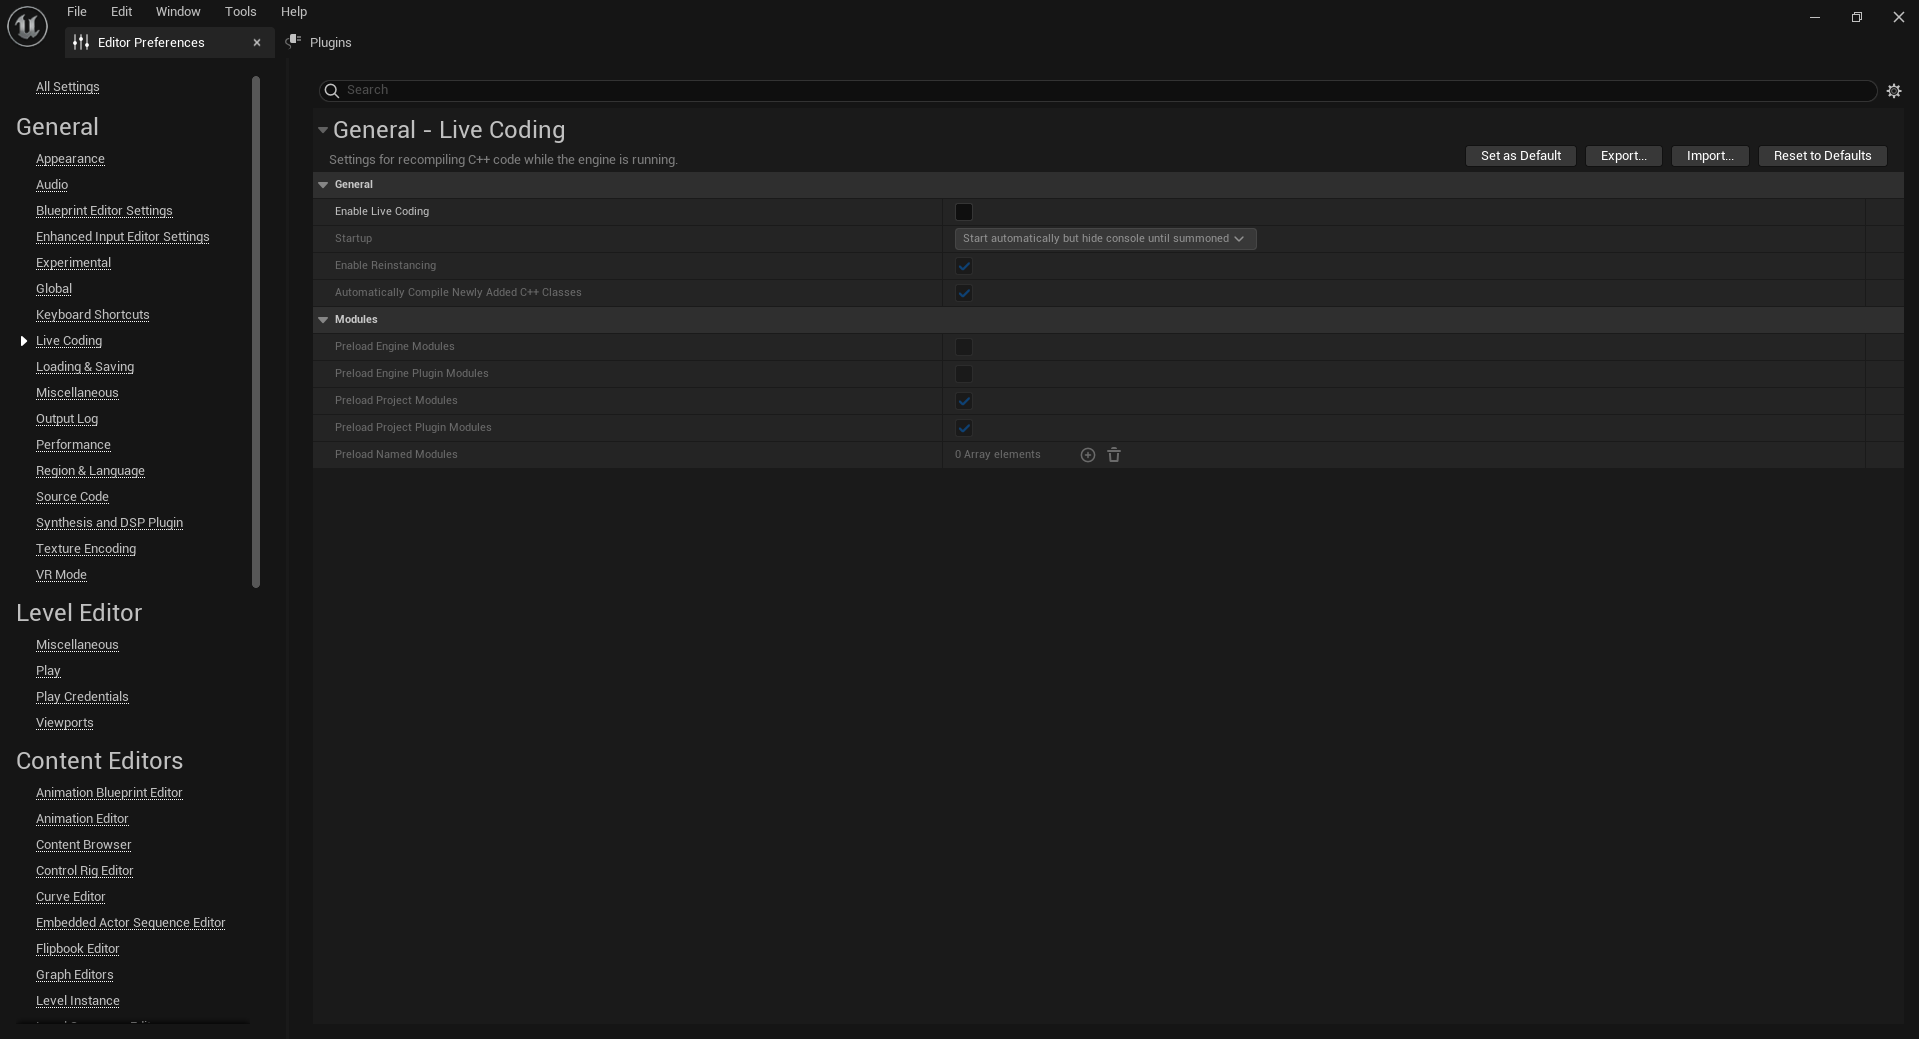 File Edit Window Tools Help
Editor Preferences
Plugins
All Settings
General
Appearance
Audio
Blueprint Editor Settings
Enhanced Input Editor Settings
Experimental
Global
Keyboard Shortcuts
Live Coding
Loading & Saving
Miscellaneous
Output Log
Performance
Region & Language
Source Code
Synthesis and DSP Plugin
Texture Encoding
VR Mode
Level Editor
Miscellaneous
Play
Play Credentials
Viewports
Content Editors
Animation Blueprint Editor
Animation Editor
Content Browser
Control Rig Editor
Curve Editor
Embedded Actor Sequence Editor
Flipbook Editor
Graph Editors
Level Instance
Search
General - Live Coding
Settings for recompiling C++ code while the engine is running.
Set as Default Export... Import... Reset to Defaults
General
Enable Live Coding
Startup Start automatically but hide console until summoned
Enable Reinstancing
Automatically Compile Newly Added C++ Classes
Modules
Preload Engine Modules
Preload Engine Plugin Modules
Preload Project Modules
Preload Project Plugin Modules
Preload Named Modules 0 Array elements